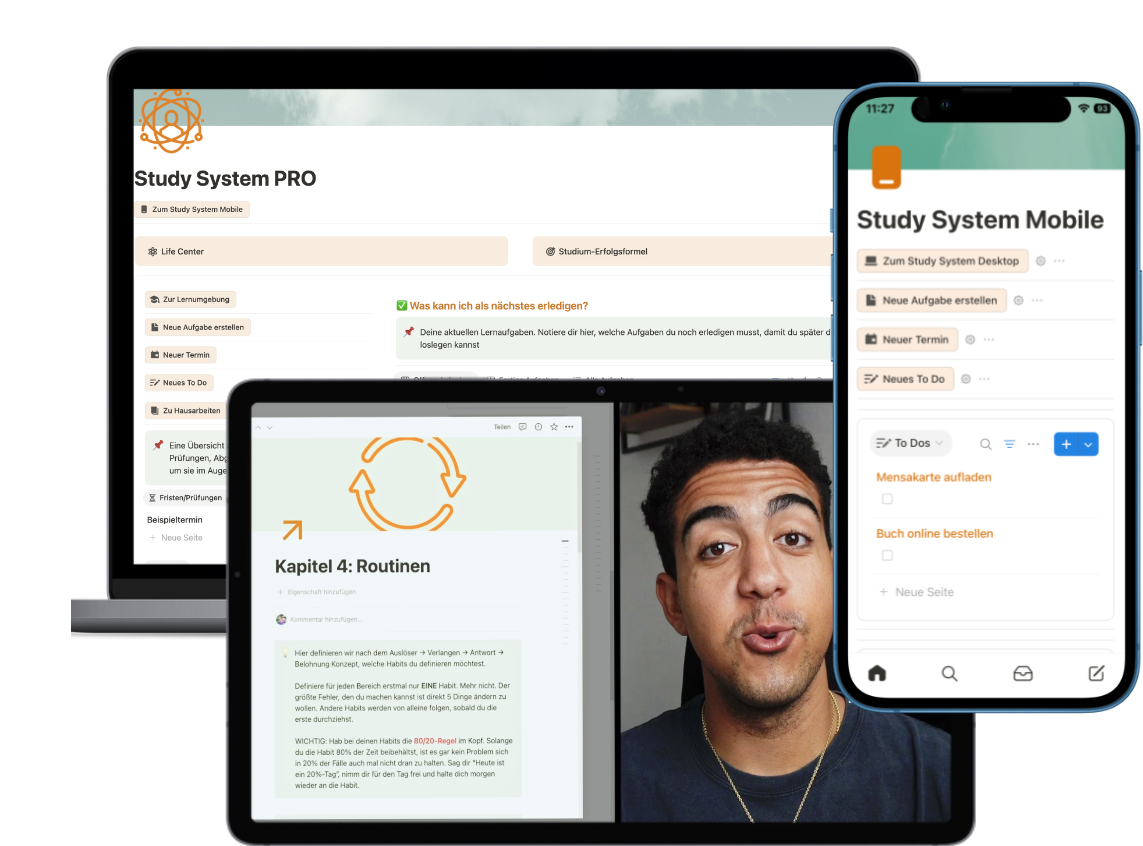 Study System PRO
Zum Study System Mobile
Life Center
Studium-Erfolgsformel
Zur Lernumgebung
Neue Aufgabe erstellen
Neuer Termin
Neues To Do
Zu Hausarbeiten
Eine Übersicht
Prüfungen,
um sie im Auge
Fristen/Prüfungen
Beispieltermin
+ Neue Seite
Was kann ich als nächstes erledigen?
Deine aktuellen Lernaufgaben. Notiere dir hier, welche Aufgaben du noch erledigen musst, damit du später d
loslegen kannst
Teilen
Kapitel 4: Routinen
+ Eigenschaft hinzufügen
Kommentar hinzufügen...
Hier definieren wir nach dem Auslöser → Verlangen → Antwort →
Belohnung Konzept, welche Habits du definieren möchtest.
Definiere für jeden Bereich erstmal nur EINE Habit. Mehr nicht. Der
größte Fehler, den du machen kannst ist direkt 5 Dinge ändern zu
wollen. Andere Habits werden von alleine folgen, sobald du die
erste durchziehst.
WICHTIG: Hab bei deinen Habits die 80/20-Regel im Kopf. Solange
du die Habit 80% der Zeit beibehältst, ist es gar kein Problem sich
in 20% der Fälle auch mal nicht dran zu halten. Sag dir "Heute ist
ein 20%-Tag", nimm dir für den Tag frei und halte dich morgen
wieder an die Habit.
11:27
93
Study System Mobile
Zum Study System Desktop
Neue Aufgabe erstellen
Neuer Termin
Neues To Do
To Dos
Mensakarte aufladen
Buch online bestellen
+ Neue Seite